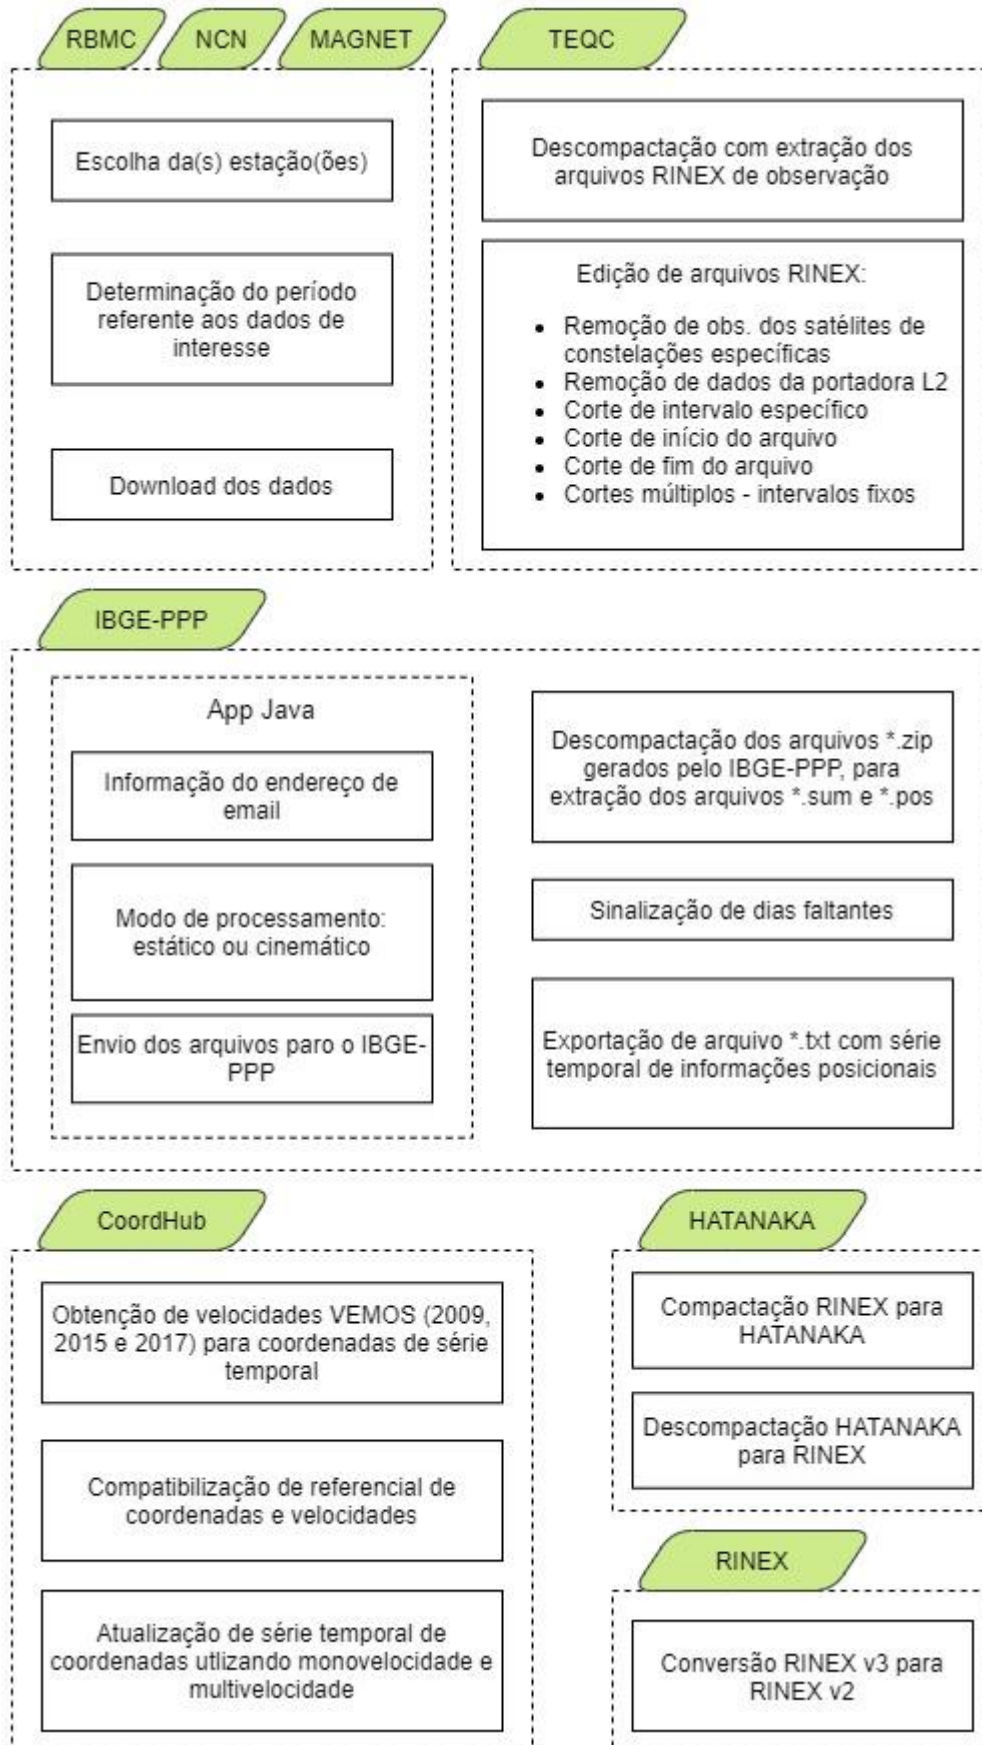 RBMC
NCN
MAGNET
Escolha da(s) estação(ões)
Determinação do período
referente aos dados de
interesse
Download dos dados
TEQC
Descompactação com extração dos
arquivos RINEX de observação
Edição de arquivos RINEX:
• Remoção de obs. dos satélites de
constelações específicas
• Remoção de dados da portadora L2
• Corte de intervalo específico
• Corte de início do arquivo
• Corte de fim do arquivo
• Cortes múltiplos - intervalos fixos
IBGE-PPP
App Java
Informação do endereço de
email
Modo de processamento:
estático ou cinemático
Envio dos arquivos paro o IBGE-
PPP
Descompactação dos arquivos *.zip
gerados pelo IBGE-PPP, para
extração dos arquivos *.sum e *.pos
Sinalização de dias faltantes
Exportação de arquivo *.txt com série
temporal de informações posicionais
CoordHub
Obtenção de velocidades VEMOS (2009,
2015 e 2017) para coordenadas de série
temporal
Compatibilização de referencial de
coordenadas e velocidades
Atualização de série temporal de
coordenadas utlizando monovelocidade e
multivelocidade
HATANAKA
Compactação RINEX para
HATANAKA
Descompactação HATANAKA
para RINEX
RINEX
Conversão RINEX v3 para
RINEX v2